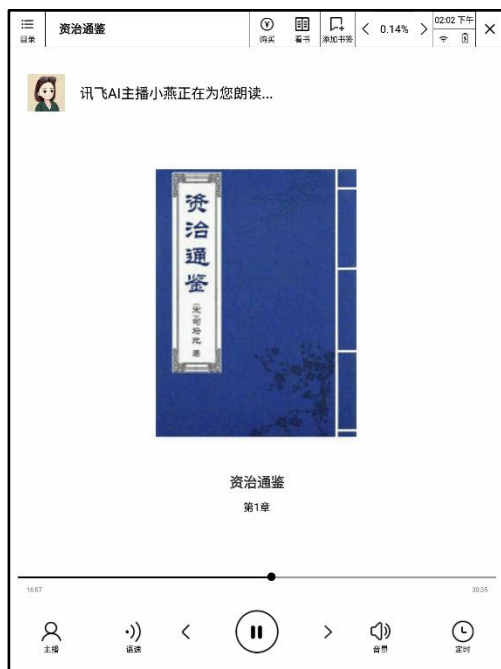 目录
资治通鉴
购买
看书
添加书签
0.14%
02:02 下午
讯飞AI主播小燕正在为您朗读...
资治通鉴
(宋)司马光 著
资治通鉴
第1章
16:07
30:35
主播
语速
音量
定时